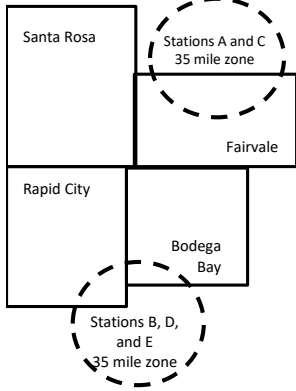 Santa Rosa
Stations A and C
35 mile zone
Fairvale
Rapid City
Bodega
Bay
Stations B, D,
and E
35 mile zone